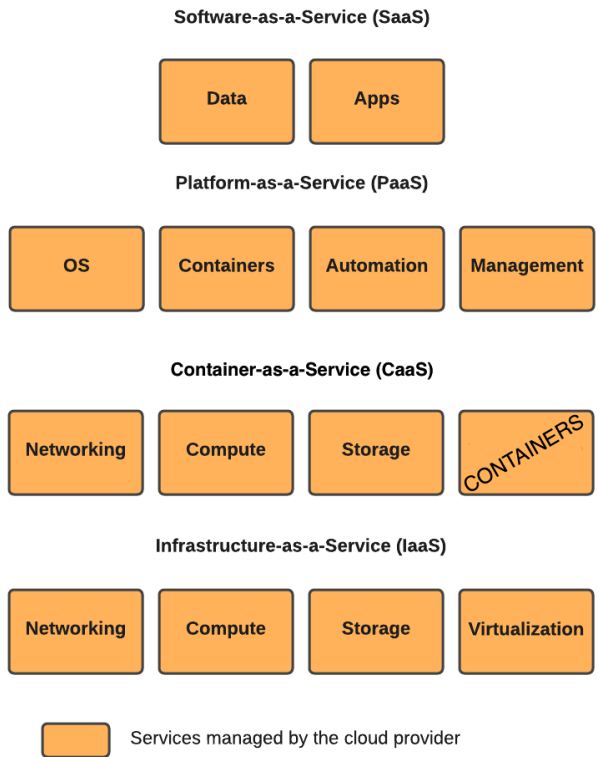 Software-as-a-Service (SaaS)
Data Apps
Platform-as-a-Service (PaaS)
OS Containers Automation Management
Container-as-a-Service (CaaS)
Networking Compute Storage CONTAINERS
Infrastructure-as-a-Service (IaaS)
Networking Compute Storage Virtualization
Services managed by the cloud provider